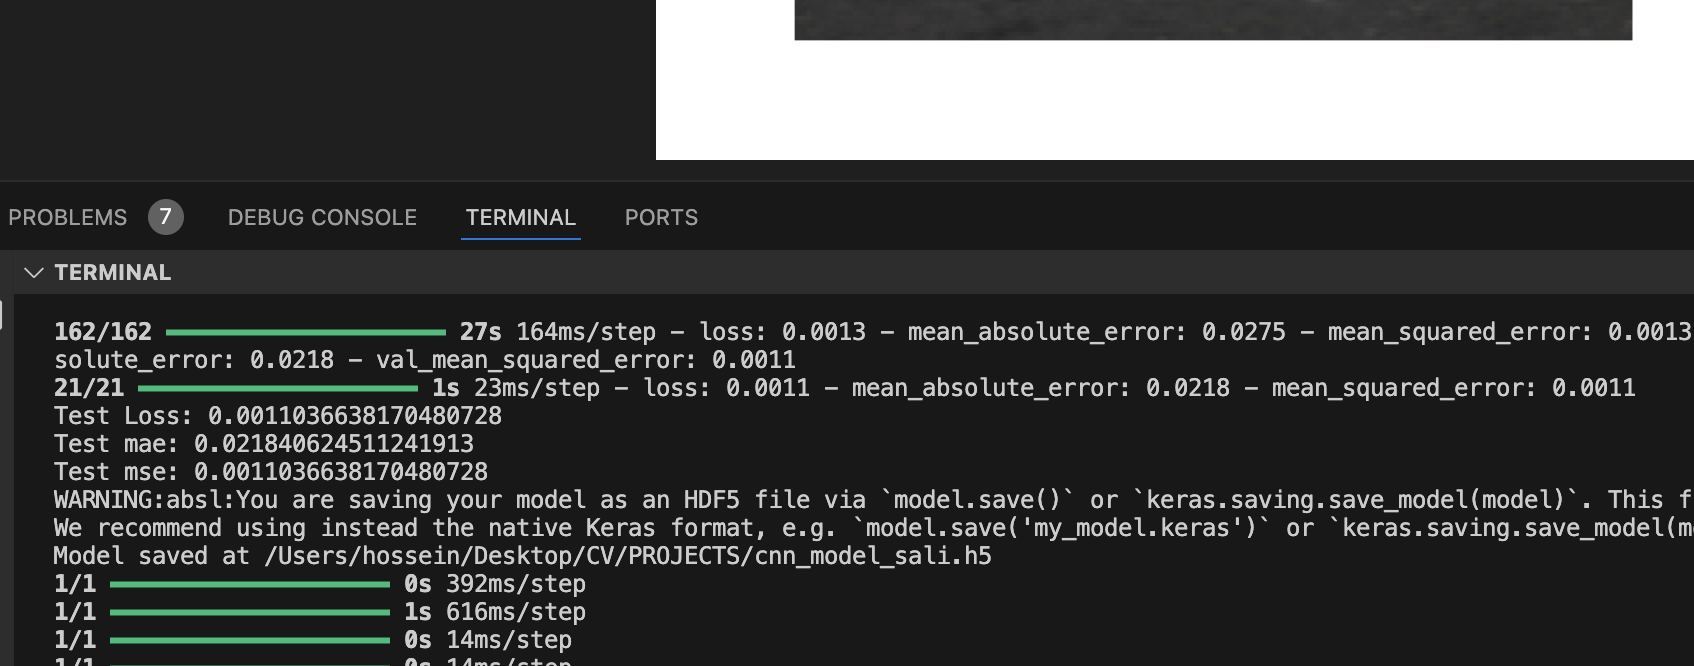 PROBLEMS 7 DEBUG CONSOLE TERMINAL PORTS
TERMINAL
162/162 27s 164ms/step - loss: 0.0013 - mean_absolute_error: 0.0275 - mean_squared_error: 0.0013
solute_error: 0.0218 - val_mean_squared_error: 0.0011
21/21 1s 23ms/step - loss: 0.0011 - mean_absolute_error: 0.0218 - mean_squared_error: 0.0011
Test Loss: 0.0011036638170480728
Test mae: 0.021840624511241913
Test mse: 0.0011036638170480728
WARNING:absl:You are saving your model as an HDF5 file via `model.save()` or `keras.saving.save_model(model)`. This f
We recommend using instead the native Keras format, e.g. `model.save('my_model.keras')` or `keras.saving.save_model(m
Model saved at /Users/hossein/Desktop/CV/PROJECTS/cnn_model_sali.h5
1/1 0s 392ms/step
1/1 1s 616ms/step
1/1 0s 14ms/step
1/1 0s 14ms/step